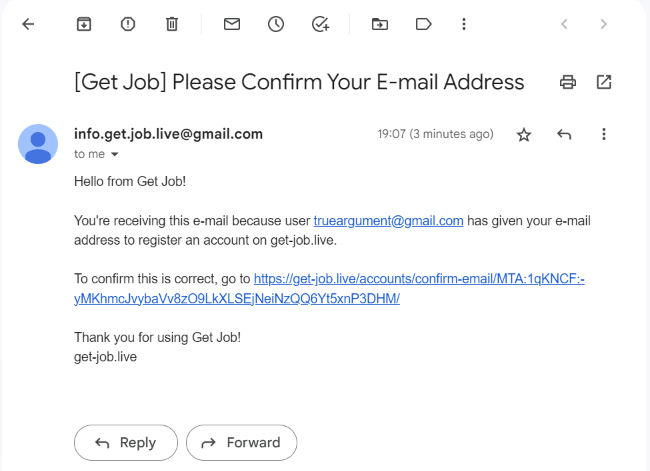 [Get Job] Please Confirm Your E-mail Address
info.get.job.live@gmail.com
19:07 (3 minutes ago)
to me
Hello from Get Job!
You're receiving this e-mail because user trueargument@gmail.com has given your e-mail
address to register an account on get-job.live.
To confirm this is correct, go to https://get-job.live/accounts/confirm-email/MTA:1qKNCF:-
yMKhmcJvybaVv8zO9LkXLSEjNeiNzQQ6Yt5xnP3DHM/
Thank you for using Get Job!
get-job.live
Reply
Forward